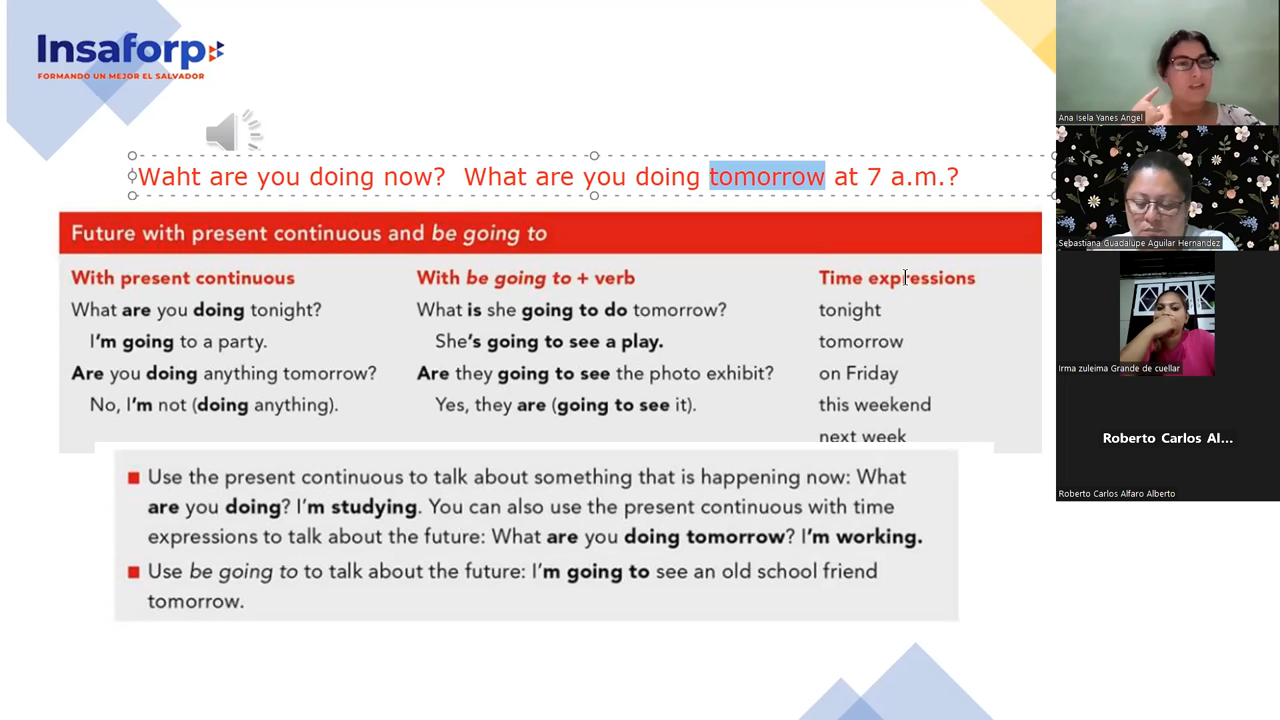 Insaforp
FORMANDO UN MEJOR EL SALVADOR
Waht are you doing now? What are you doing tomorrow at 7 a.m.?
Future with present continuous and be going to
With present continuous
What are you doing tonight?
I'm going to a party.
Are you doing anything tomorrow?
No, I'm not (doing anything).
With be going to + verb
What is she going to do tomorrow?
She's going to see a play.
Are they going to see the photo exhibit?
Yes, they are (going to see it).
Time expressions
tonight
tomorrow
on Friday
this weekend
next week
Use the present continuous to talk about something that is happening now: What
are you doing? I'm studying. You can also use the present continuous with time
expressions to talk about the future: What are you doing tomorrow? I'm working.
Use be going to to talk about the future: I'm going to see an old school friend
tomorrow.
Ana Isela Yanes Angel
Sebastiana Guadalupe Aguilar Hernandez
Irma zuleima Grande de cuellar
Roberto Carlos Al...
Roberto Carlos Alfaro Alberto